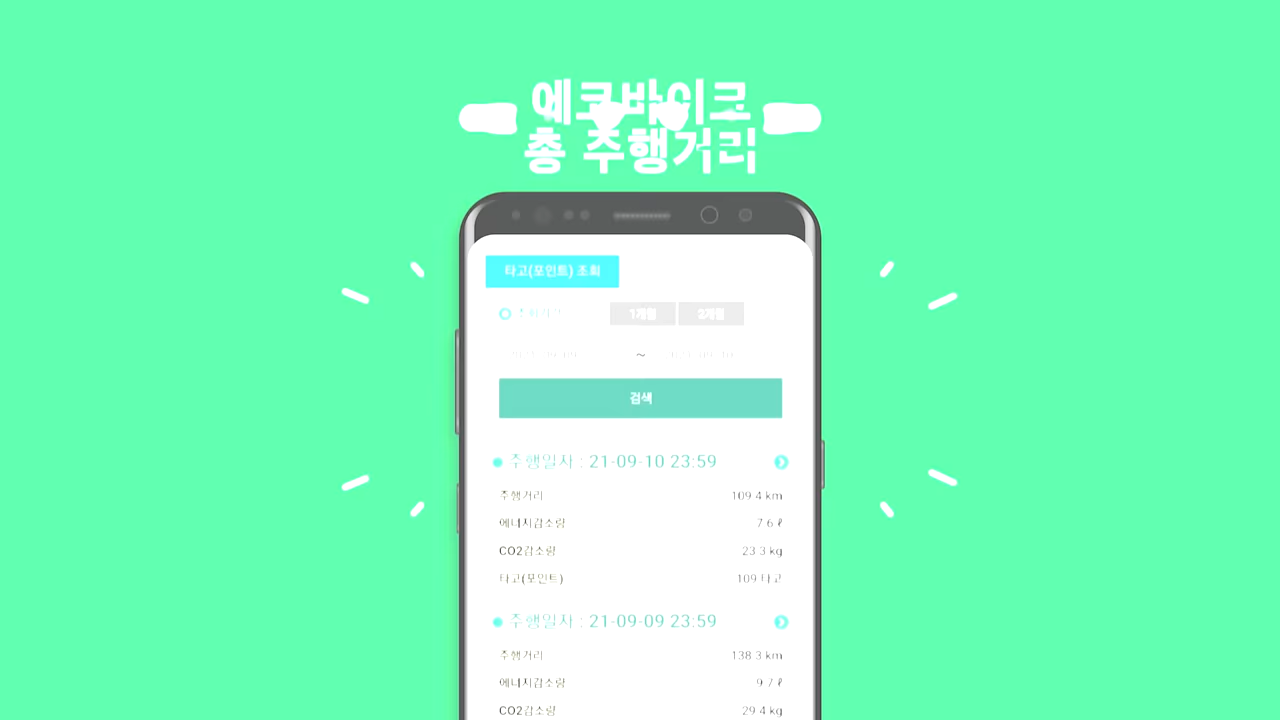 에코바이크
총 주행거리
타고(포인트) 조회
1개월 2개월
~
검색
주행일자 : 21-09-10 23:59
주행거리 109.4 km
에너지감소량 7.6 ℓ
CO2감소량 23.3 kg
타고(포인트) 109 타고
주행일자 : 21-09-09 23:59
주행거리 138.3 km
에너지감소량 9.7 ℓ
CO2감소량 29.4 kg